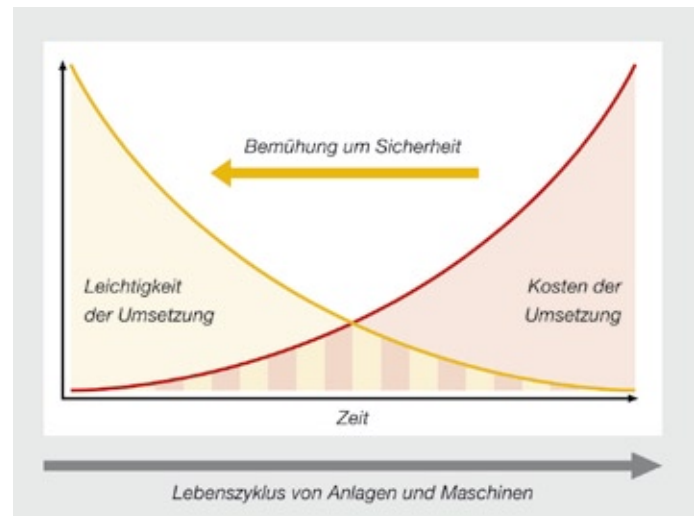 Bemühung um Sicherheit
Leichtigkeit
der Umsetzung
Kosten der
Umsetzung
Zeit
Lebenszyklus von Anlagen und Maschinen